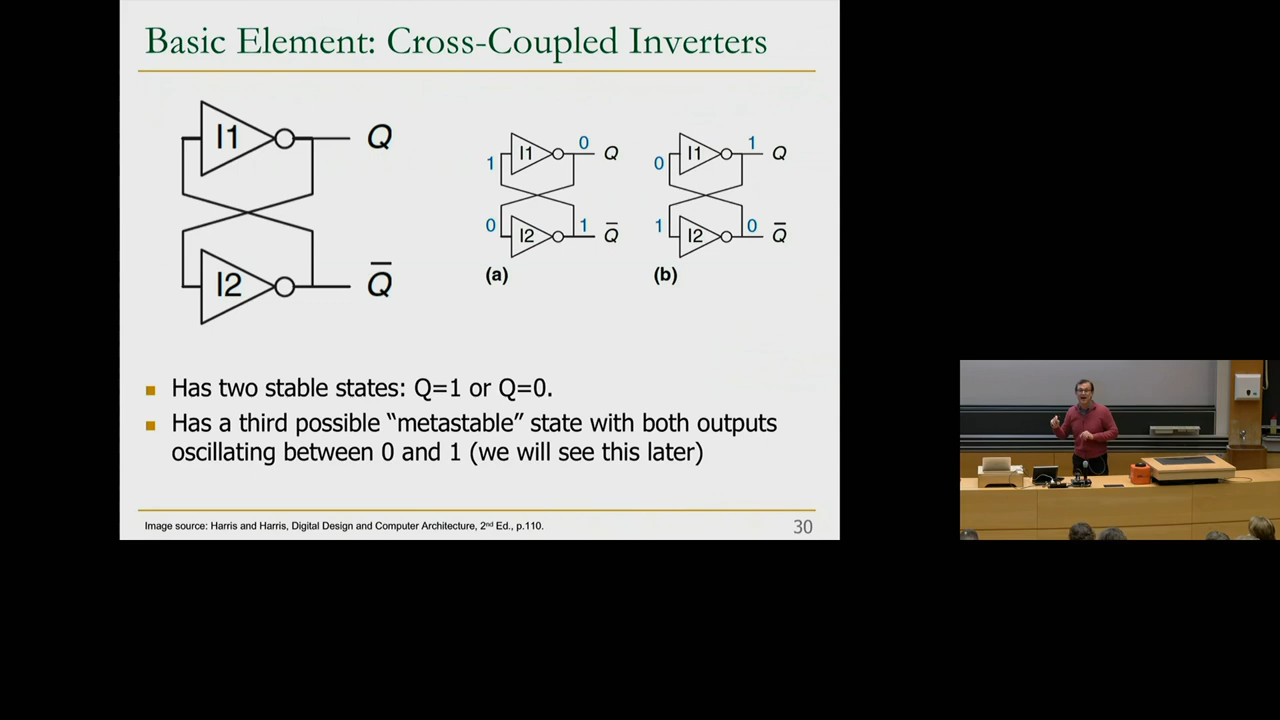 Basic Element: Cross-Coupled Inverters
I1
Q
I2
Q̅
1
I1
0
Q
0
I2
1
Q̅
(a)
0
I1
1
Q
1
I2
0
Q̅
(b)
Has two stable states: Q=1 or Q=0.
Has a third possible “metastable” state with both outputs
oscillating between 0 and 1 (we will see this later)
Image source: Harris and Harris, Digital Design and Computer Architecture, 2nd Ed., p.110.
30